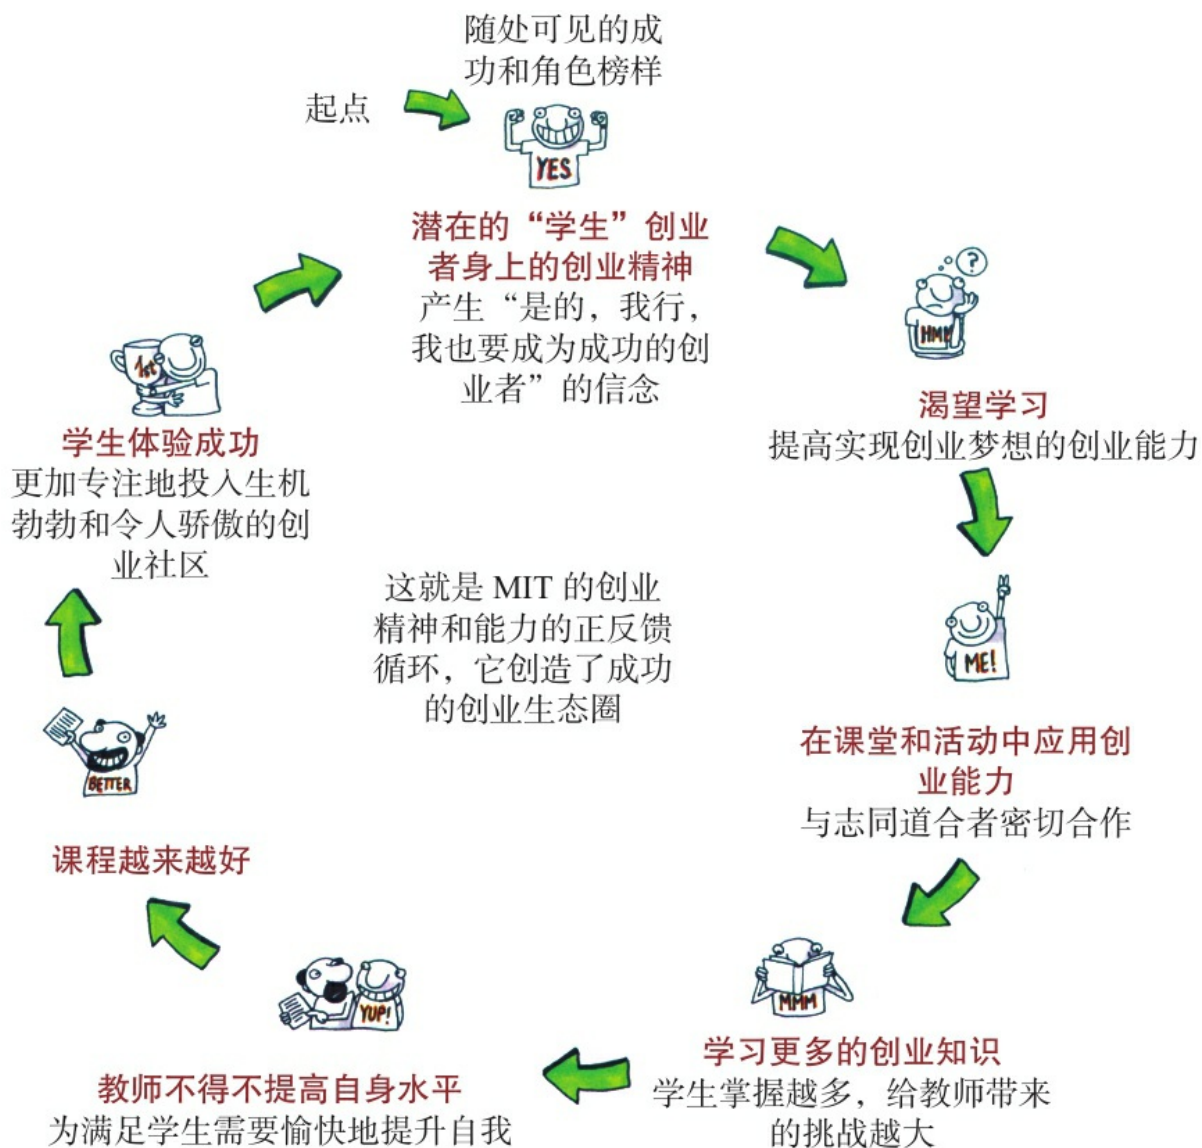 随处可见的成
功和角色榜样
起点
YES
潜在的“学生”创业
者身上的创业精神
产生“是的，我行，
我也要成为成功的创
业者”的信念
?
HMM
渴望学习
提高实现创业梦想的创业能力
ME!
在课堂和活动中应用创
业能力
与志同道合者密切合作
MMM
学习更多的创业知识
学生掌握越多，给教师带来
的挑战越大
YUP!
教师不得不提高自身水平
为满足学生需要愉快地提升自我
BETTER
课程越来越好
1st
学生体验成功
更加专注地投入生机
勃勃和令人骄傲的创
业社区
这就是 MIT 的创业
精神和能力的正反馈
循环，它创造了成功
的创业生态圈